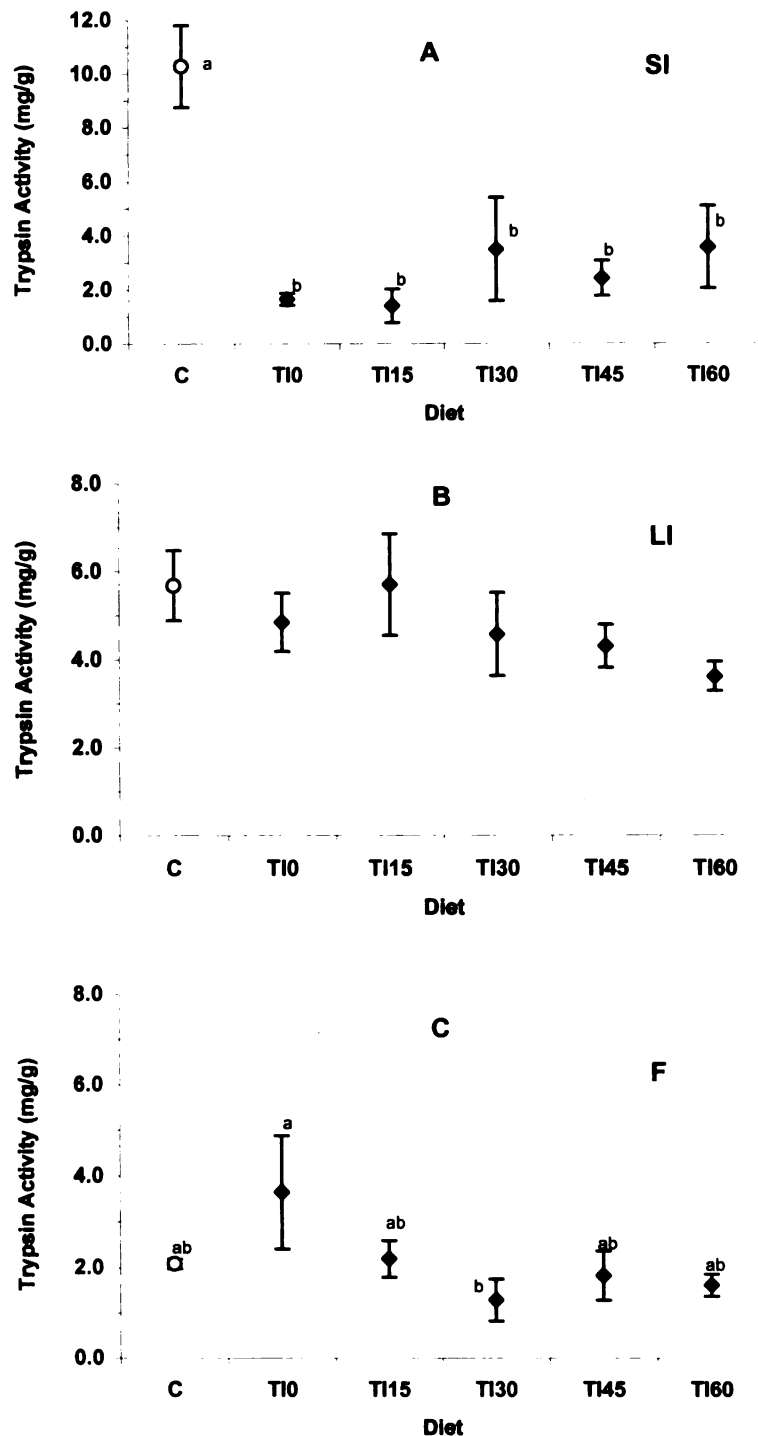 12.0
A
SI
a
10.0
8.0
6.0
4.0
2.0
0.0
b
b
b
b
b
Trypsin Activity (mg/g)
C TI0 TI15 TI30 TI45 TI60
Diet
8.0
B
LI
6.0
4.0
2.0
0.0
Trypsin Activity (mg/g)
C TI0 TI15 TI30 TI45 TI60
Diet
8.0
C
F
6.0
4.0
2.0
0.0
ab
a
ab
b
ab
ab
Trypsin Activity (mg/g)
C TI0 TI15 TI30 TI45 TI60
Diet